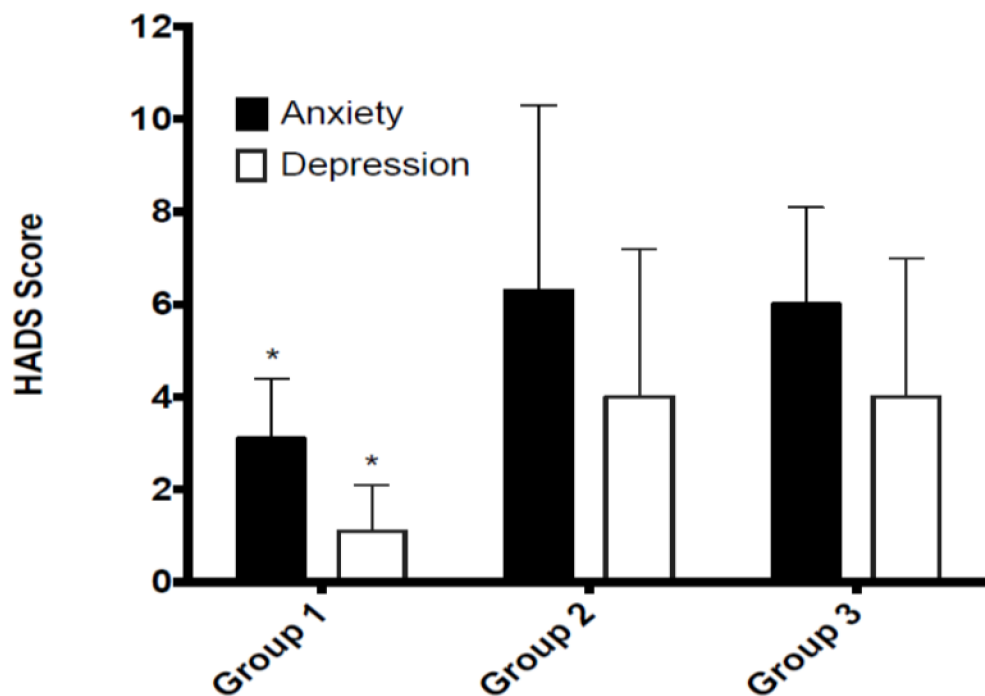 12
10
8
6
4
2
0
HADS Score
Anxiety
Depression
*
*
Group 1
Group 2
Group 3